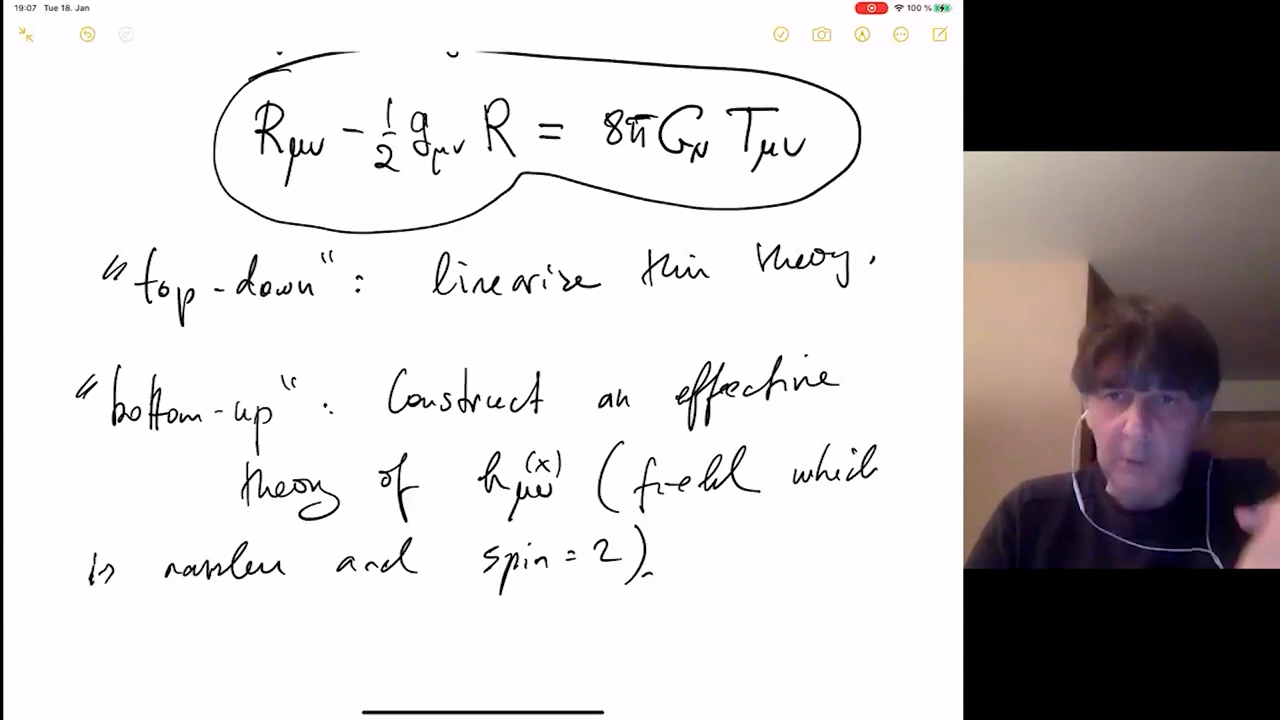 19:07 Tue 18. Jan 100 %
Rμν - 1/2 gμν R = 8π G_N Tμν
"top-down": linearise this theory.
"bottom-up": Construct an effective
theory of hμν(x) (field which
is massless and spin=2).